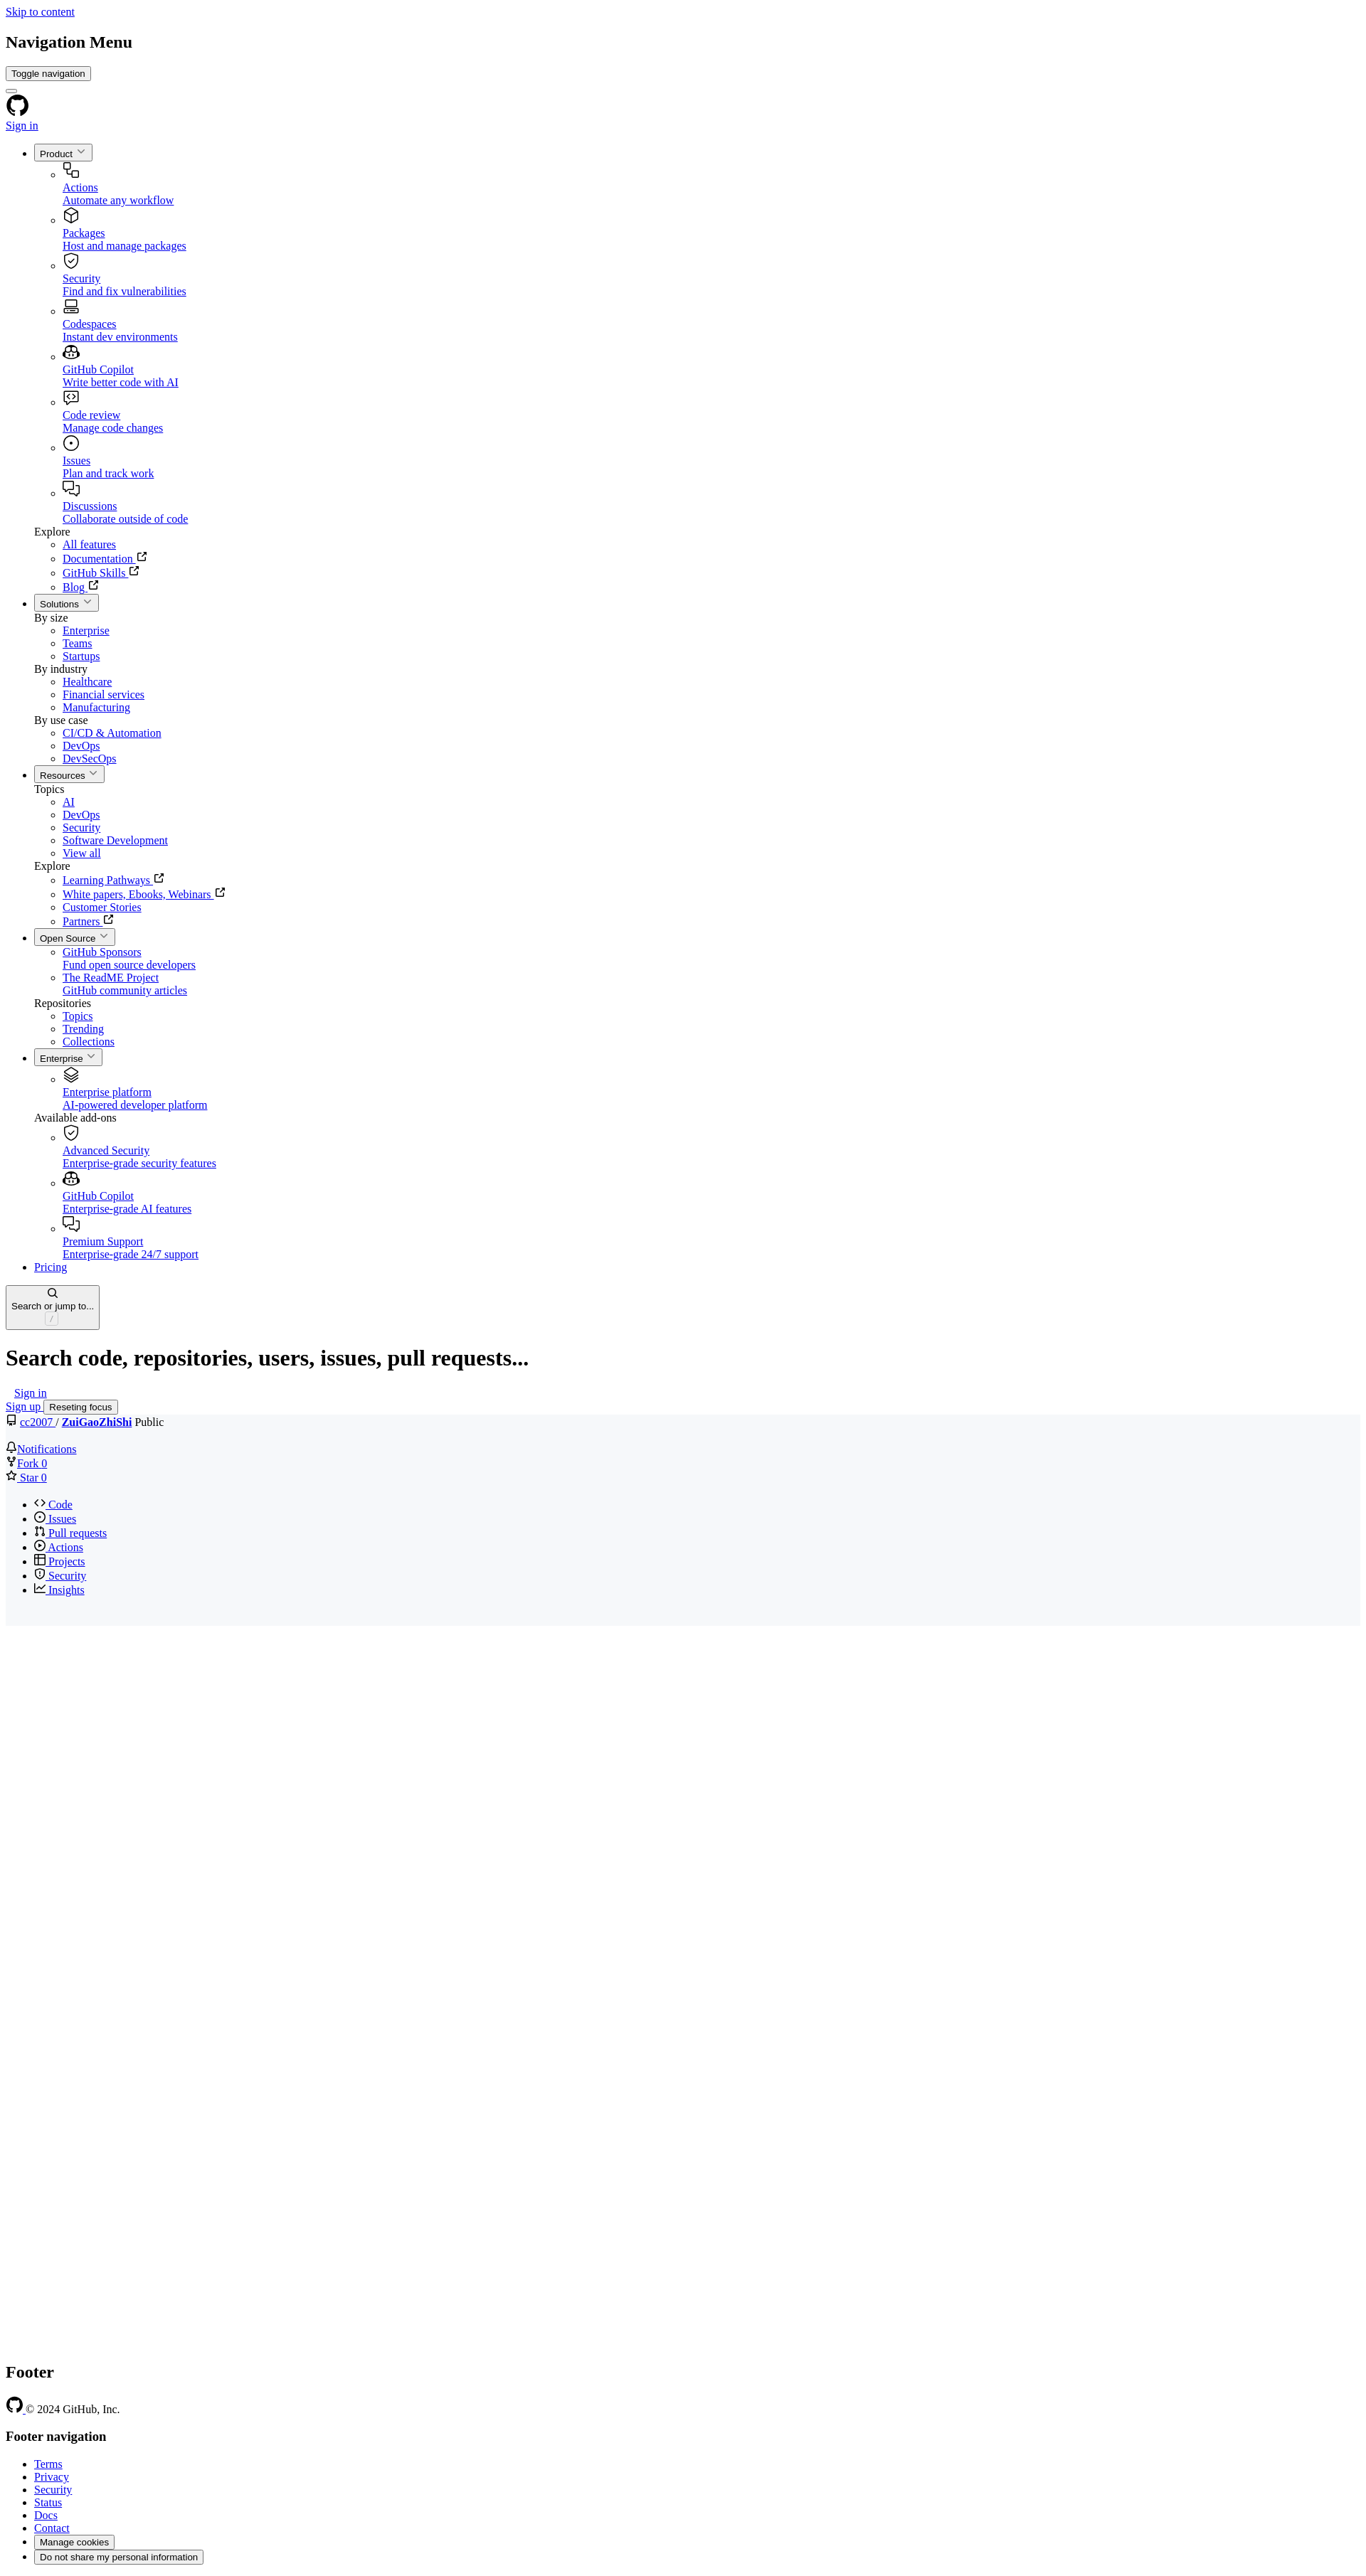 Skip to content
Navigation Menu
Toggle navigation
Sign in
Product
Actions
Automate any workflow
Packages
Host and manage packages
Security
Find and fix vulnerabilities
Codespaces
Instant dev environments
GitHub Copilot
Write better code with AI
Code review
Manage code changes
Issues
Plan and track work
Discussions
Collaborate outside of code
Explore
All features
Documentation
GitHub Skills
Blog
Solutions
By size
Enterprise
Teams
Startups
By industry
Healthcare
Financial services
Manufacturing
By use case
CI/CD & Automation
DevOps
DevSecOps
Resources
Topics
AI
DevOps
Security
Software Development
View all
Explore
Learning Pathways
White papers, Ebooks, Webinars
Customer Stories
Partners
Open Source
GitHub Sponsors
Fund open source developers
The ReadME Project
GitHub community articles
Repositories
Topics
Trending
Collections
Enterprise
Enterprise platform
AI-powered developer platform
Available add-ons
Advanced Security
Enterprise-grade security features
GitHub Copilot
Enterprise-grade AI features
Premium Support
Enterprise-grade 24/7 support
Pricing
Search or jump to...
/
Search code, repositories, users, issues, pull requests...
Sign in
Sign up Reseting focus
cc2007 / ZuiGaoZhiShi Public
Notifications
Fork 0
Star 0
Code
Issues
Pull requests
Actions
Projects
Security
Insights
Footer
© 2024 GitHub, Inc.
Footer navigation
Terms
Privacy
Security
Status
Docs
Contact
Manage cookies
Do not share my personal information